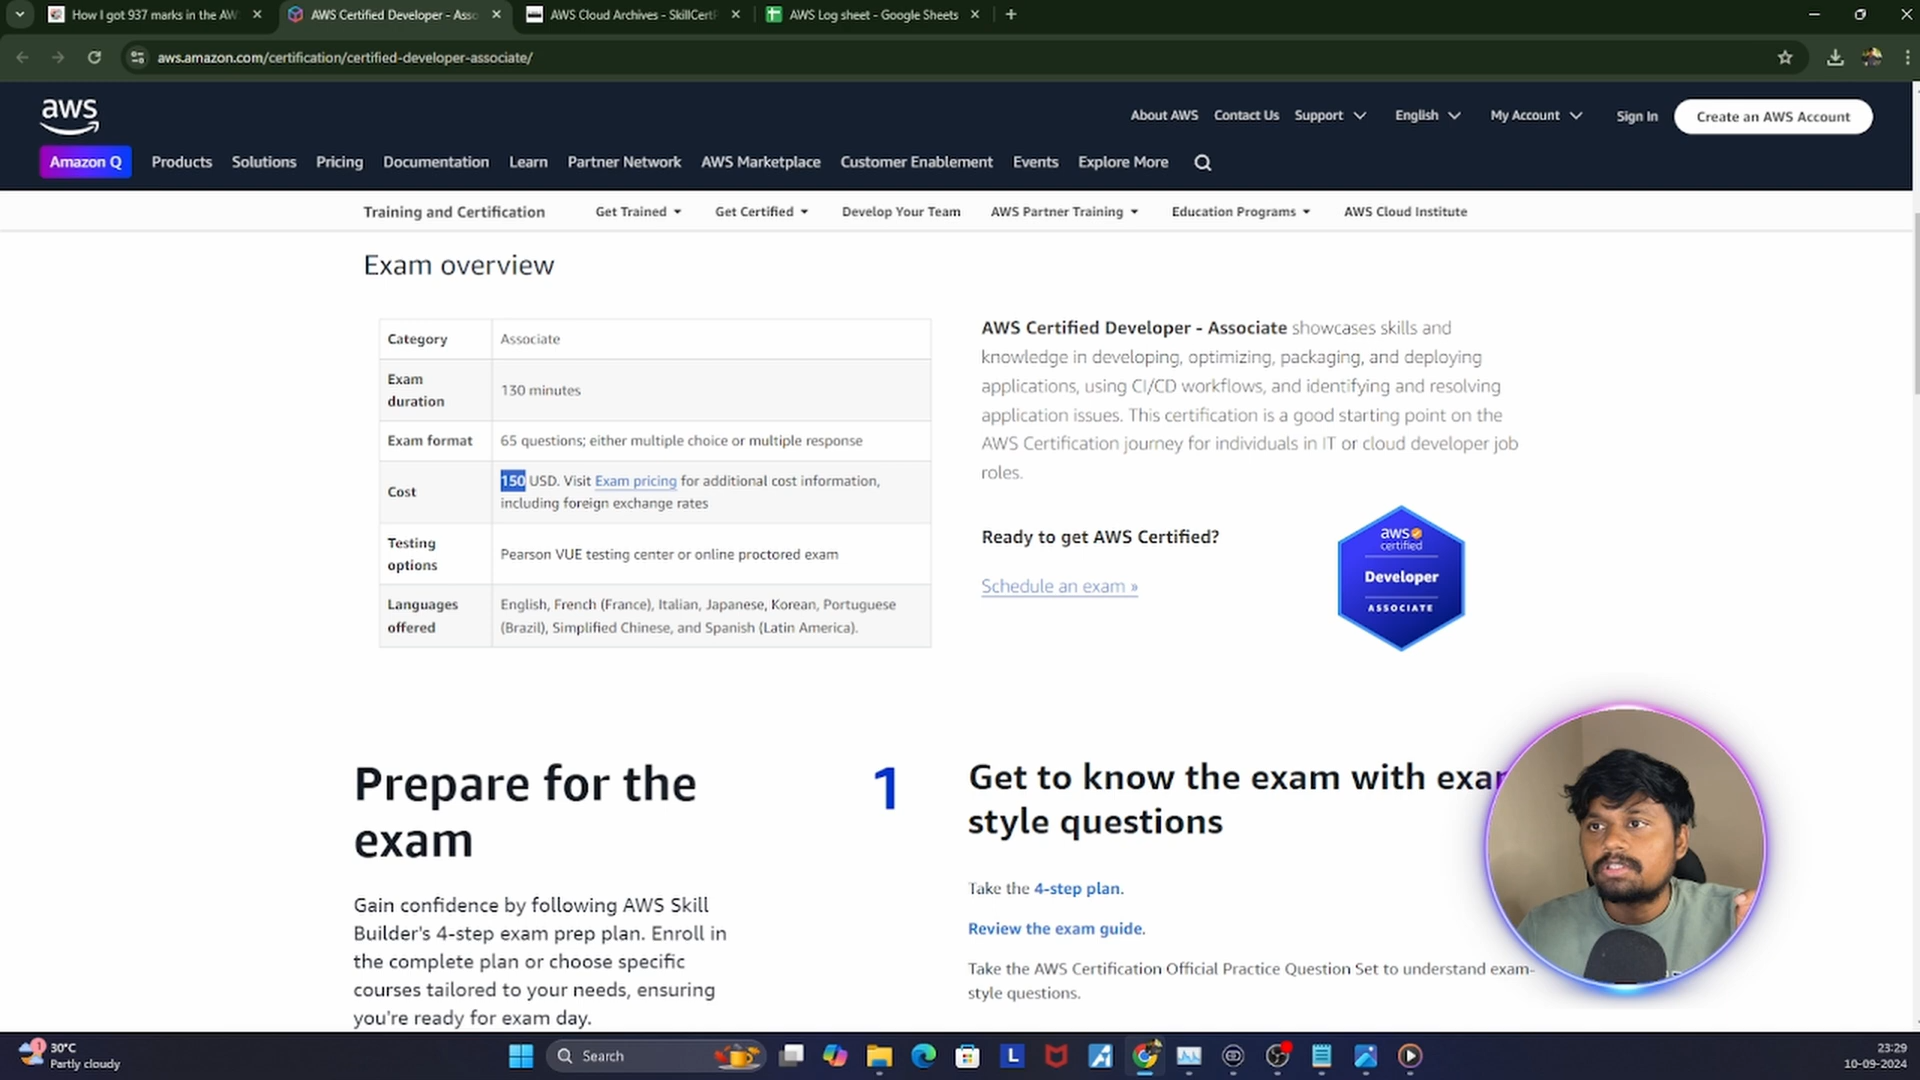 How I got 937 marks in the AW
AWS Certified Developer - Asso
AWS Cloud Archives - SkillCertP
AWS Log sheet - Google Sheets
aws.amazon.com/certification/certified-developer-associate/
aws
About AWS Contact Us Support English My Account Sign In Create an AWS Account
Amazon Q Products Solutions Pricing Documentation Learn Partner Network AWS Marketplace Customer Enablement Events Explore More
Training and Certification Get Trained Get Certified Develop Your Team AWS Partner Training Education Programs AWS Cloud Institute
Exam overview
Category Associate
Exam duration 130 minutes
Exam format 65 questions; either multiple choice or multiple response
Cost 150 USD. Visit Exam pricing for additional cost information,
including foreign exchange rates
Testing options Pearson VUE testing center or online proctored exam
Languages offered English, French (France), Italian, Japanese, Korean, Portuguese
(Brazil), Simplified Chinese, and Spanish (Latin America).
AWS Certified Developer - Associate showcases skills and
knowledge in developing, optimizing, packaging, and deploying
applications, using CI/CD workflows, and identifying and resolving
application issues. This certification is a good starting point on the
AWS Certification journey for individuals in IT or cloud developer job
roles.
Ready to get AWS Certified?
Schedule an exam »
aws
certified
Developer
ASSOCIATE
Prepare for the
exam
Gain confidence by following AWS Skill
Builder's 4-step exam prep plan. Enroll in
the complete plan or choose specific
courses tailored to your needs, ensuring
you're ready for exam day.
1
Get to know the exam with exam
style questions
Take the 4-step plan.
Review the exam guide.
Take the AWS Certification Official Practice Question Set to understand exam-
style questions.
1
30°C
Partly cloudy
Search
L
23:29
10-09-2024